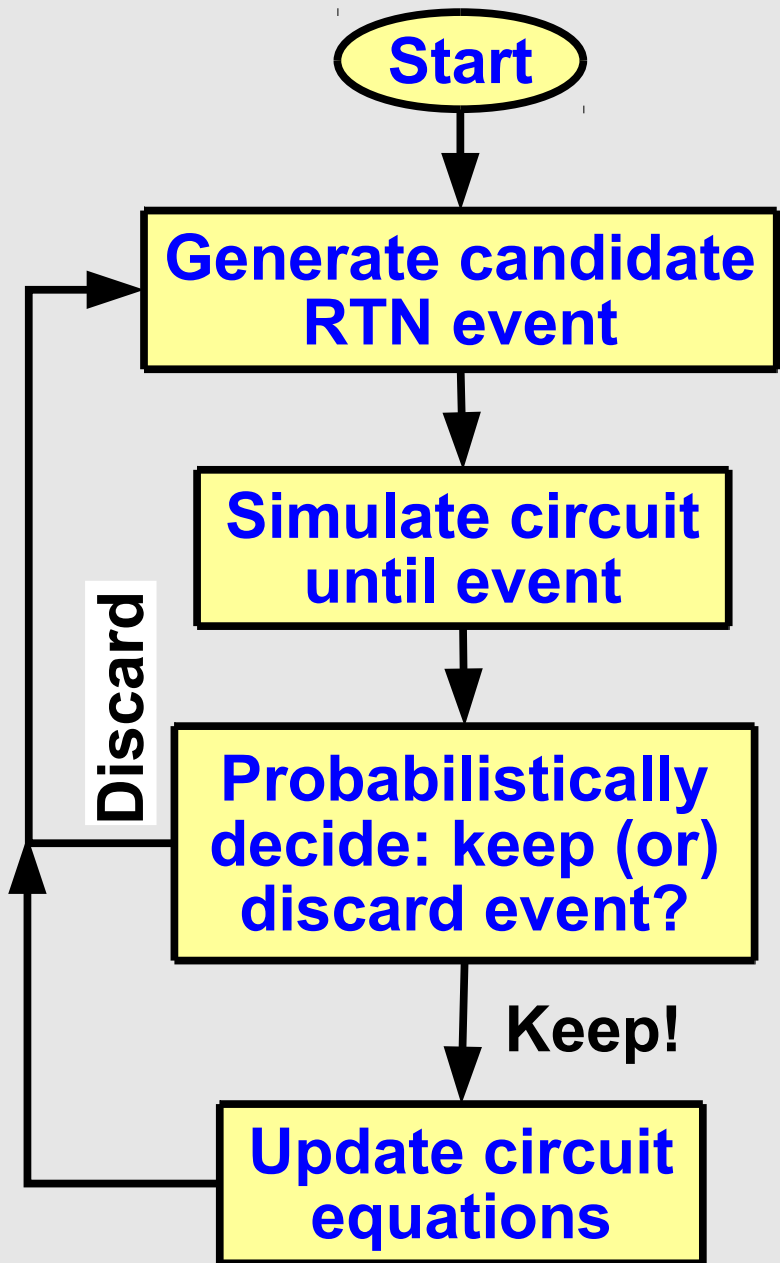 Start
Generate candidate
RTN event
Simulate circuit
until event
Discard
Probabilistically
decide: keep (or)
discard event?
Keep!
Update circuit
equations